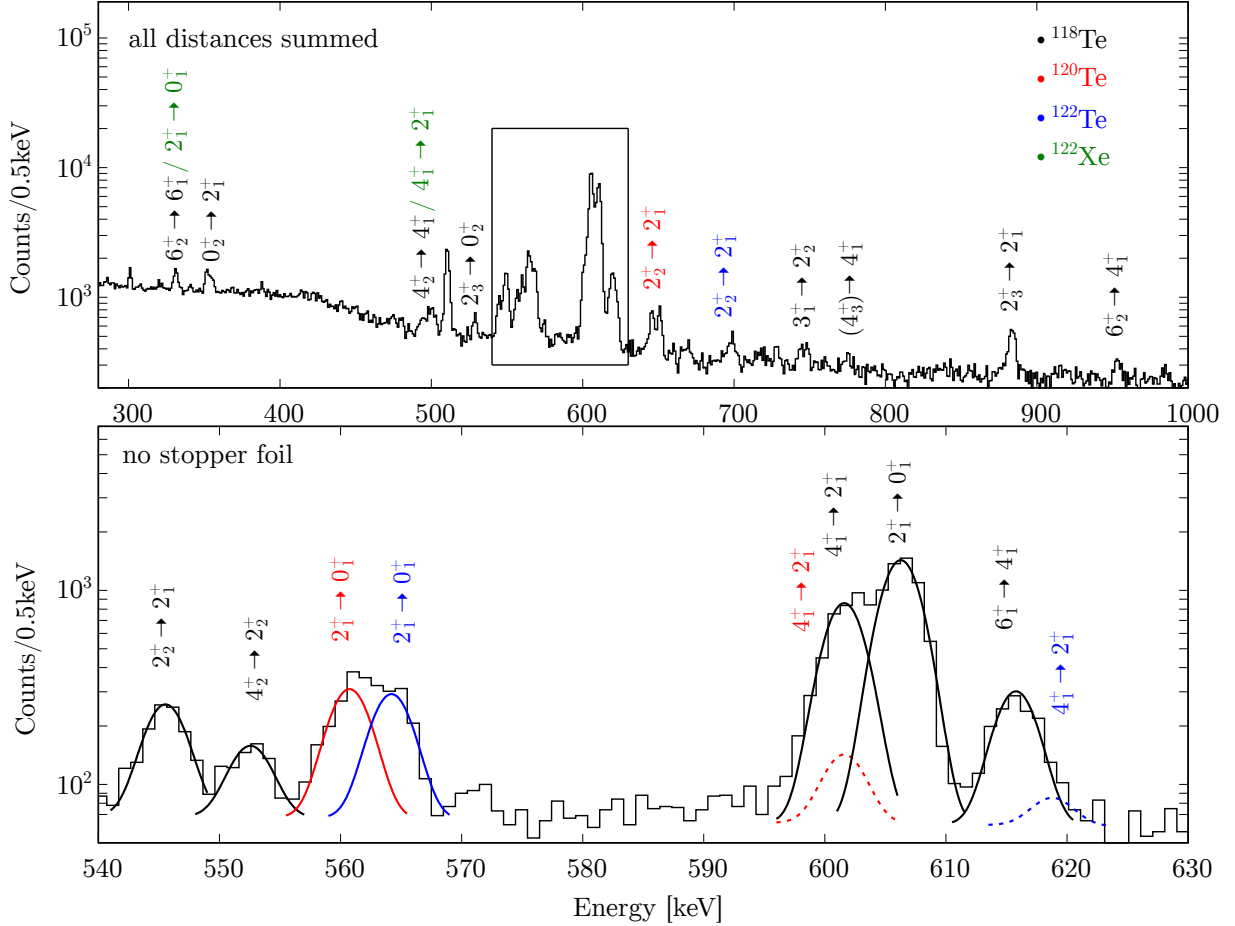 all distances summed
¹¹⁸Te
¹²⁰Te
¹²²Te
¹²²Xe
Counts/0.5keV
10⁵
10⁴
10³
6₂⁺→6₁⁺/ 2₁⁺→0₁⁺
0₂⁺→2₁⁺
4₂⁺→4₁⁺/ 4₁⁺→2₁⁺
2₃⁺→0₂⁺
2₂⁺→2₁⁺
2₂⁺→2₁⁺
3₁⁺→2₂⁺
(4₃⁺)→4₁⁺
2₃⁺→2₁⁺
6₂⁺→4₁⁺
300 400 500 600 700 800 900 1000
no stopper foil
Counts/0.5keV
10³
10²
2₂⁺→2₁⁺
4₂⁺→2₂⁺
2₁⁺→0₁⁺
2₁⁺→0₁⁺
4₁⁺→2₁⁺
4₁⁺→2₁⁺
2₁⁺→0₁⁺
6₁⁺→4₁⁺
4₁⁺→2₁⁺
540 550 560 570 580 590 600 610 620 630
Energy [keV]